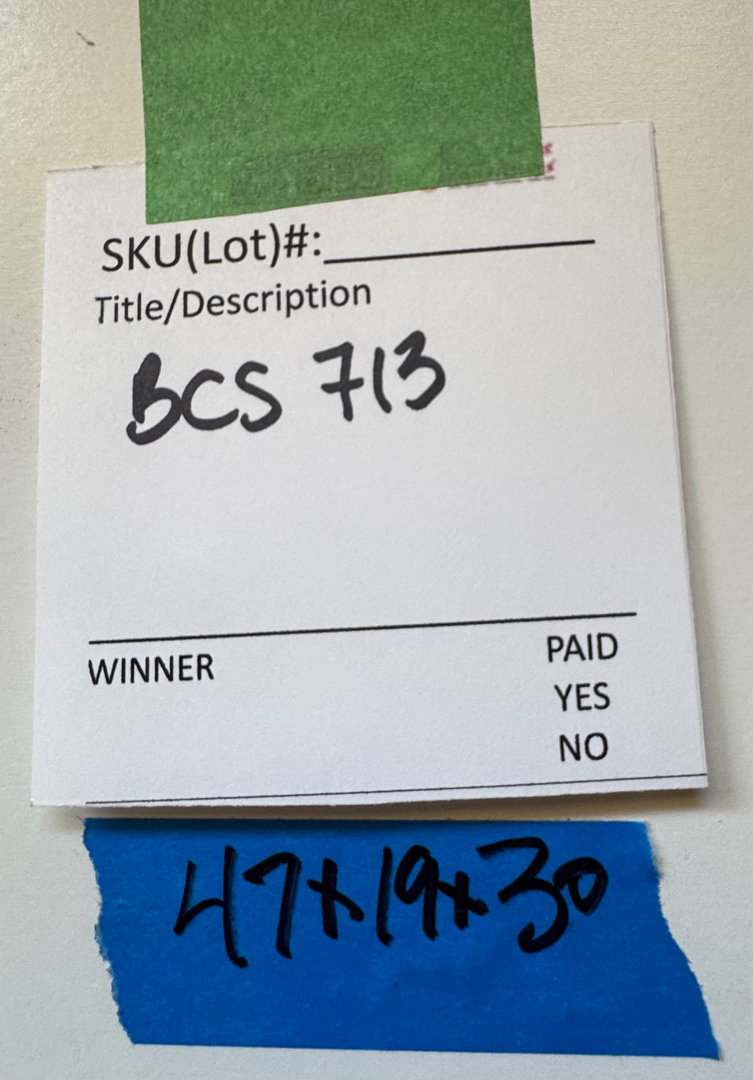 SKU(Lot)#:
Title/Description
BCS 713
WINNER
PAID
YES
NO
47x19x30